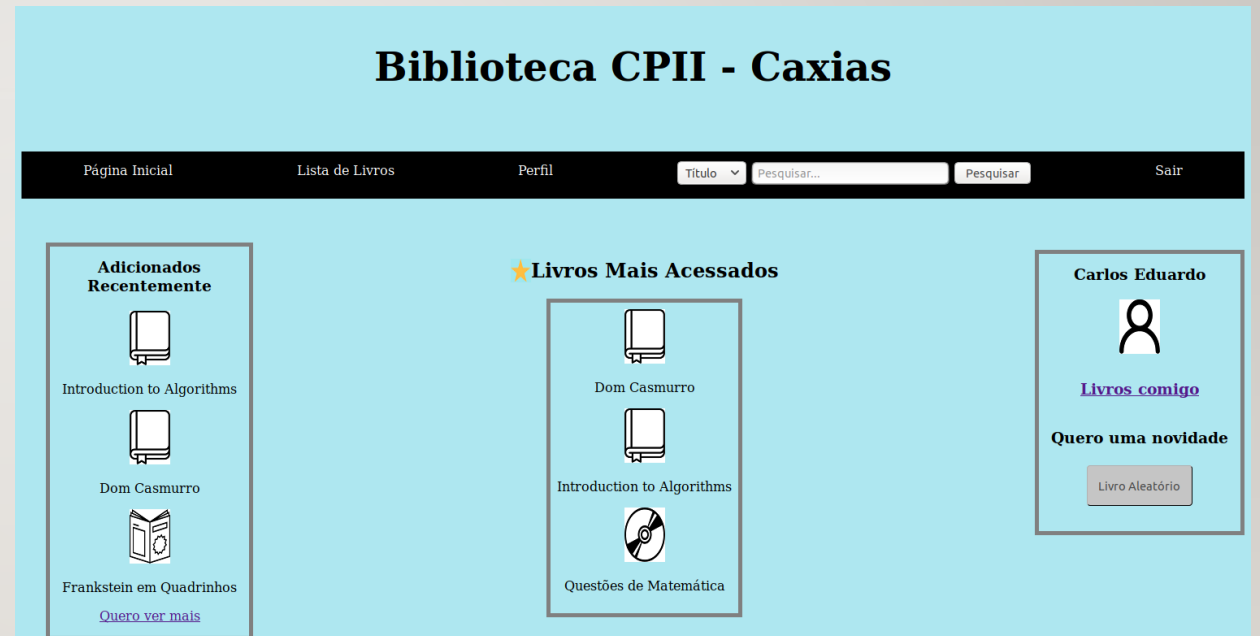 Biblioteca CPII - Caxias
Página Inicial
Lista de Livros
Perfil
Título
Pesquisar...
Pesquisar
Sair
Adicionados
Recentemente
Introduction to Algorithms
Dom Casmurro
Frankstein em Quadrinhos
Quero ver mais
Livros Mais Acessados
Dom Casmurro
Introduction to Algorithms
Questões de Matemática
Carlos Eduardo
Livros comigo
Quero uma novidade
Livro Aleatório